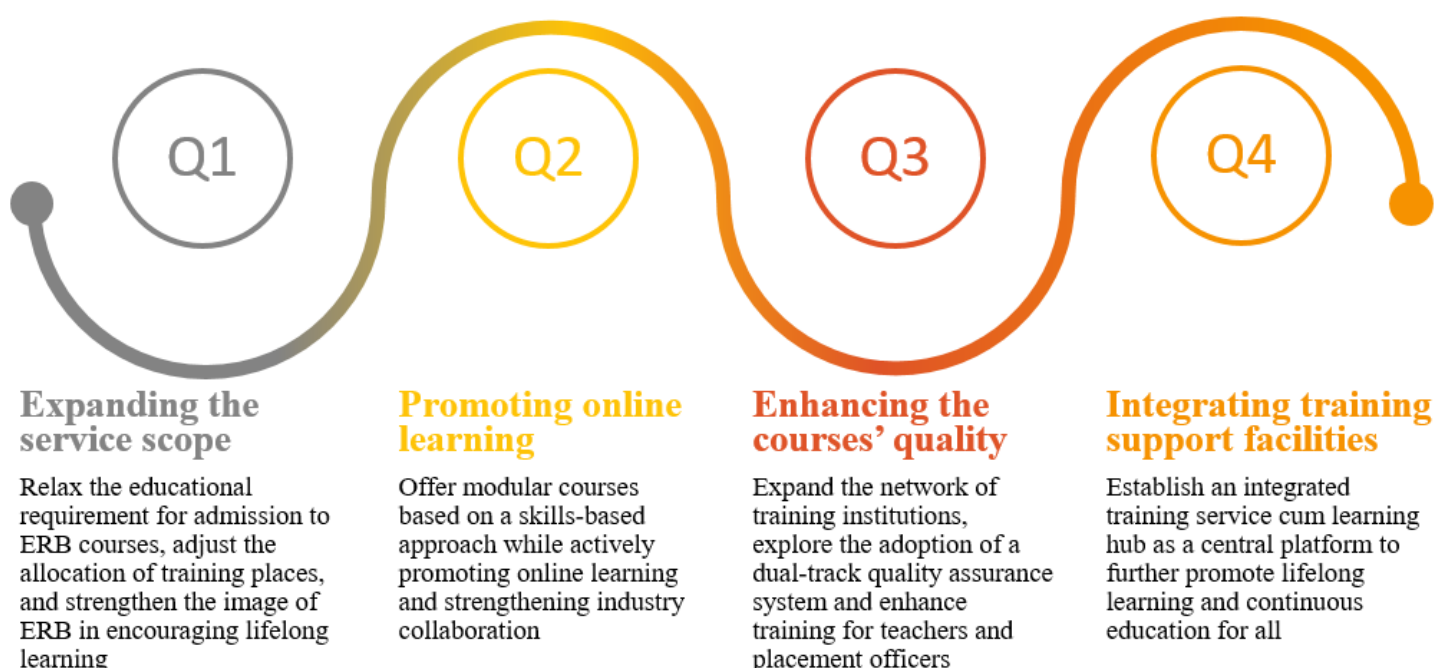 Q1
Q2
Q3
Q4
Expanding the
service scope
Relax the educational
requirement for admission to
ERB courses, adjust the
allocation of training places,
and strengthen the image of
ERB in encouraging lifelong
learning
Promoting online
learning
Offer modular courses
based on a skills-based
approach while actively
promoting online learning
and strengthening industry
collaboration
Enhancing the
courses’ quality
Expand the network of
training institutions,
explore the adoption of a
dual-track quality assurance
system and enhance
training for teachers and
placement officers
Integrating training
support facilities
Establish an integrated
training service cum learning
hub as a central platform to
further promote lifelong
learning and continuous
education for all